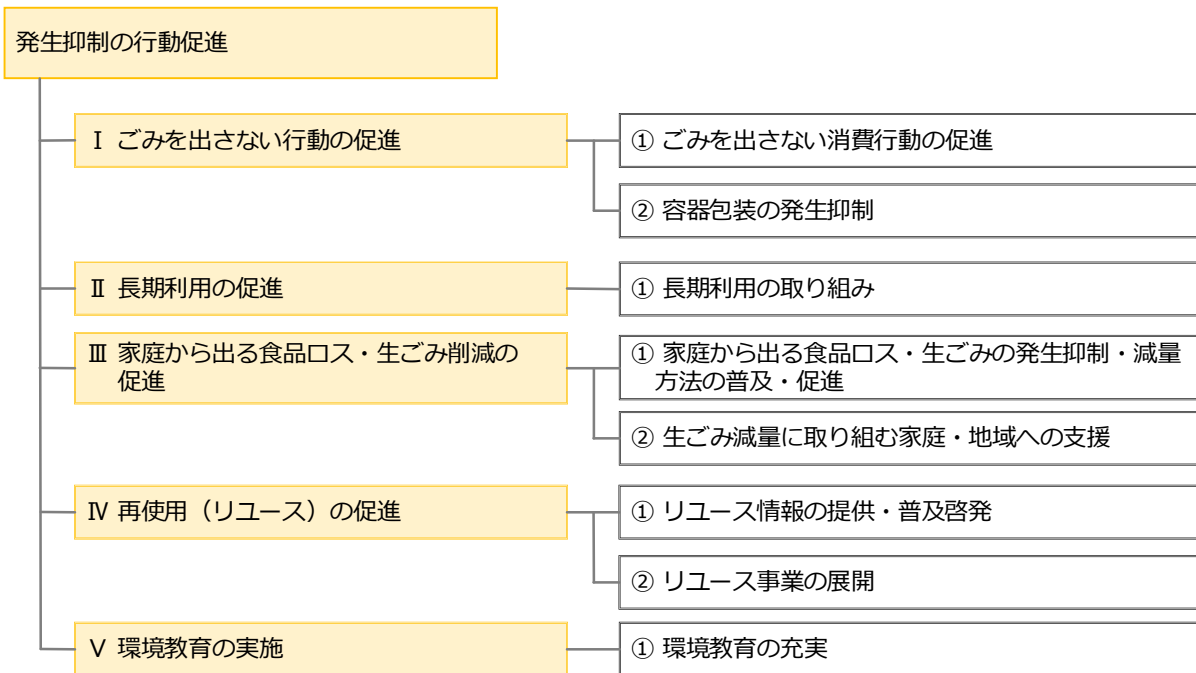 発生抑制の行動促進
Ⅰ ごみを出さない行動の促進
① ごみを出さない消費行動の促進
② 容器包装の発生抑制
Ⅱ 長期利用の促進
① 長期利用の取り組み
Ⅲ 家庭から出る食品ロス・生ごみ削減の
促進
① 家庭から出る食品ロス・生ごみの発生抑制・減量
方法の普及・促進
② 生ごみ減量に取り組む家庭・地域への支援
Ⅳ 再使用（リユース）の促進
① リユース情報の提供・普及啓発
② リユース事業の展開
Ⅴ 環境教育の実施
① 環境教育の充実